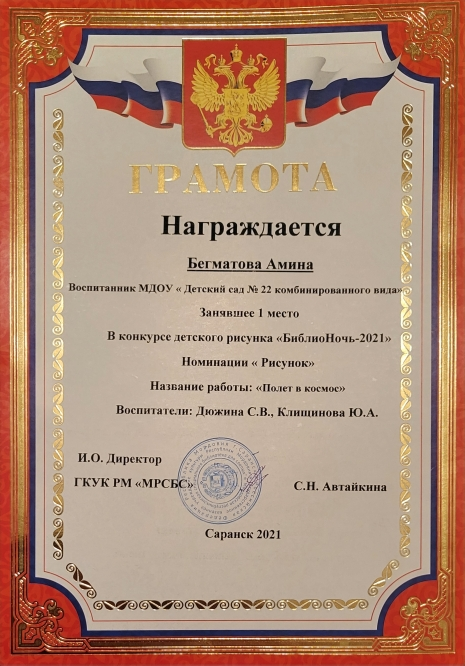 ГРАМОТА
Награждается
Бегматова Амина
Воспитанник МДОУ « Детский сад № 22 комбинированного вида»
Занявшее 1 место
В конкурсе детского рисунка «БиблиоНочь-2021»
Номинации « Рисунок»
Название работы: «Полет в космос»
Воспитатели: Дюжина С.В., Клищинова Ю.А.
И.О. Директор
ГКУК РМ «МРСБС»
С.Н. Автайкина
Саранск 2021